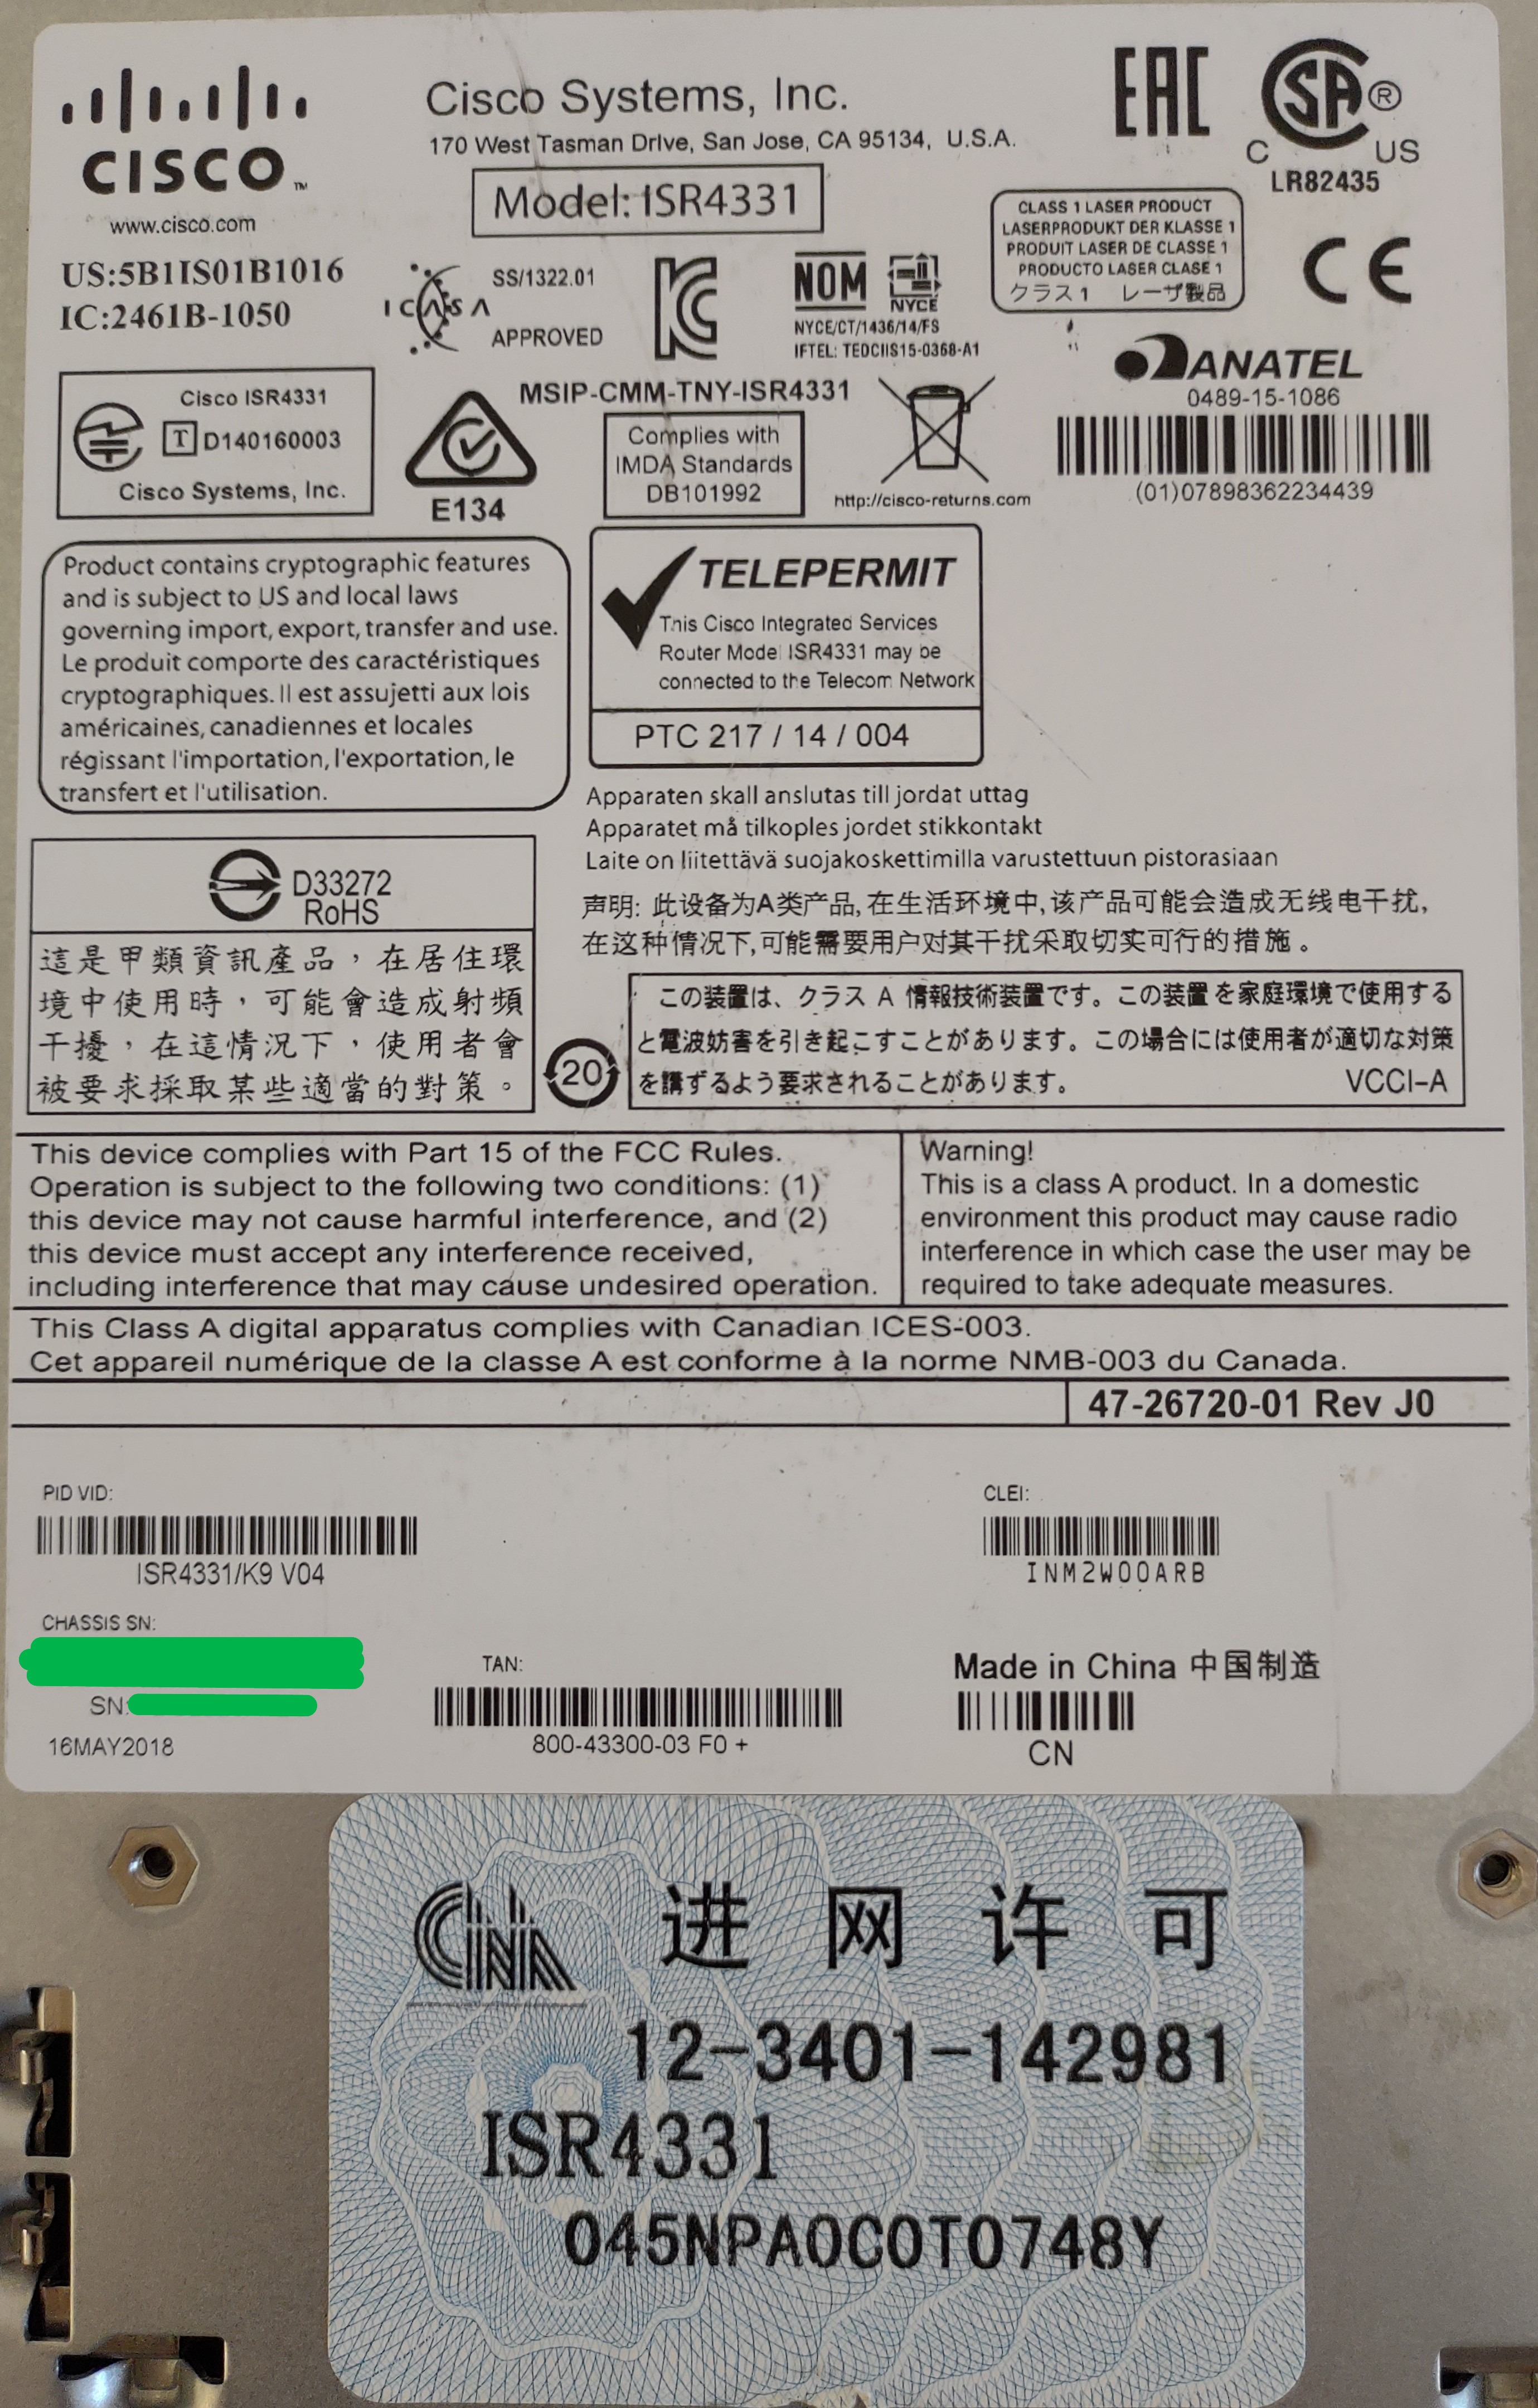 CISCO™
www.cisco.com
Cisco Systems, Inc.
170 West Tasman Drive, San Jose, CA 95134, U.S.A.
Model: ISR4331
EAC
CSA®
C US
LR82435
US:5B1IS01B1016
IC:2461B-1050
ICASA
SS/1322.01
APPROVED
KC
NOM
NYCE
NYCE/CT/1436/14/FS
IFTEL: TEDCIIS15-0368-A1
CLASS 1 LASER PRODUCT
LASERPRODUKT DER KLASSE 1
PRODUIT LASER DE CLASSE 1
PRODUCTO LASER CLASE 1
クラス1 レーザ製品
CE
ANATEL
0489-15-1086
(01)07898362234439
Cisco ISR4331
T D140160003
Cisco Systems, Inc.
E134
MSIP-CMM-TNY-ISR4331
Complies with
IMDA Standards
DB101992
http://cisco-returns.com
Product contains cryptographic features
and is subject to US and local laws
governing import, export, transfer and use.
Le produit comporte des caractéristiques
cryptographiques. Il est assujetti aux lois
américaines, canadiennes et locales
régissant l'importation, l'exportation, le
transfert et l'utilisation.
TELEPERMIT
This Cisco Integrated Services
Router Model ISR4331 may be
connected to the Telecom Network
PTC 217 / 14 / 004
Apparaten skall anslutas till jordat uttag
Apparatet må tilkoples jordet stikkontakt
Laite on liitettävä suojakoskettimilla varustettuun pistorasiaan
声明: 此设备为A类产品,在生活环境中,该产品可能会造成无线电干扰,
在这种情况下,可能需要用户对其干扰采取切实可行的措施。
D33272
RoHS
這是甲類資訊產品，在居住環
境中使用時，可能會造成射頻
干擾，在這情況下，使用者會
被要求採取某些適當的對策。
20
この装置は、クラス A 情報技術装置です。この装置を家庭環境で使用する
と電波妨害を引き起こすことがあります。この場合には使用者が適切な対策
を講ずるよう要求されることがあります。 VCCI-A
This device complies with Part 15 of the FCC Rules.
Operation is subject to the following two conditions: (1)
this device may not cause harmful interference, and (2)
this device must accept any interference received,
including interference that may cause undesired operation.
Warning!
This is a class A product. In a domestic
environment this product may cause radio
interference in which case the user may be
required to take adequate measures.
This Class A digital apparatus complies with Canadian ICES-003.
Cet appareil numérique de la classe A est conforme à la norme NMB-003 du Canada.
47-26720-01 Rev J0
PID VID:
ISR4331/K9 V04
CLEI:
INM2W00ARB
CHASSIS SN:
SN:
16MAY2018
TAN:
800-43300-03 F0 +
Made in China 中国制造
CN
CNA 进网许可
12-3401-142981
ISR4331
045NPA0C0T0748Y